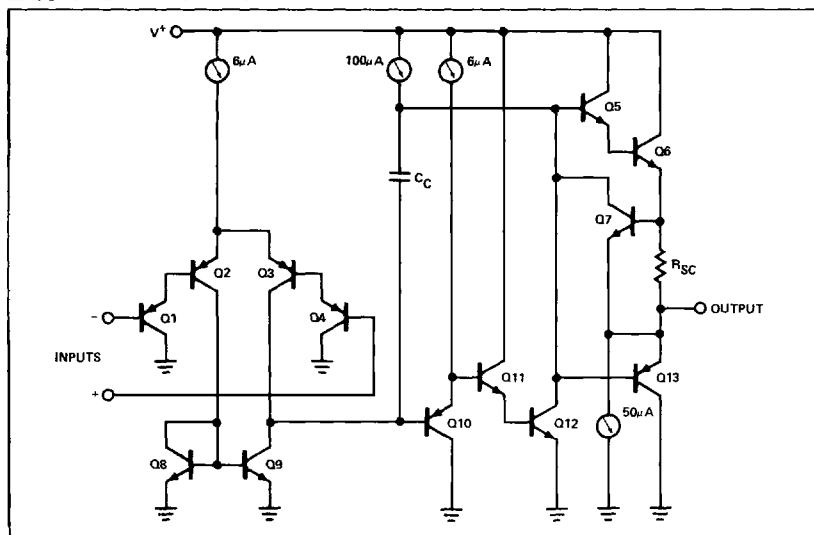 V+
6μA
100μA
6μA
Q5
Q6
CC
Q7
Q2
Q3
RSC
Q1
Q4
OUTPUT
INPUTS
Q11
Q13
Q10
Q12
50μA
Q8
Q9
−
+